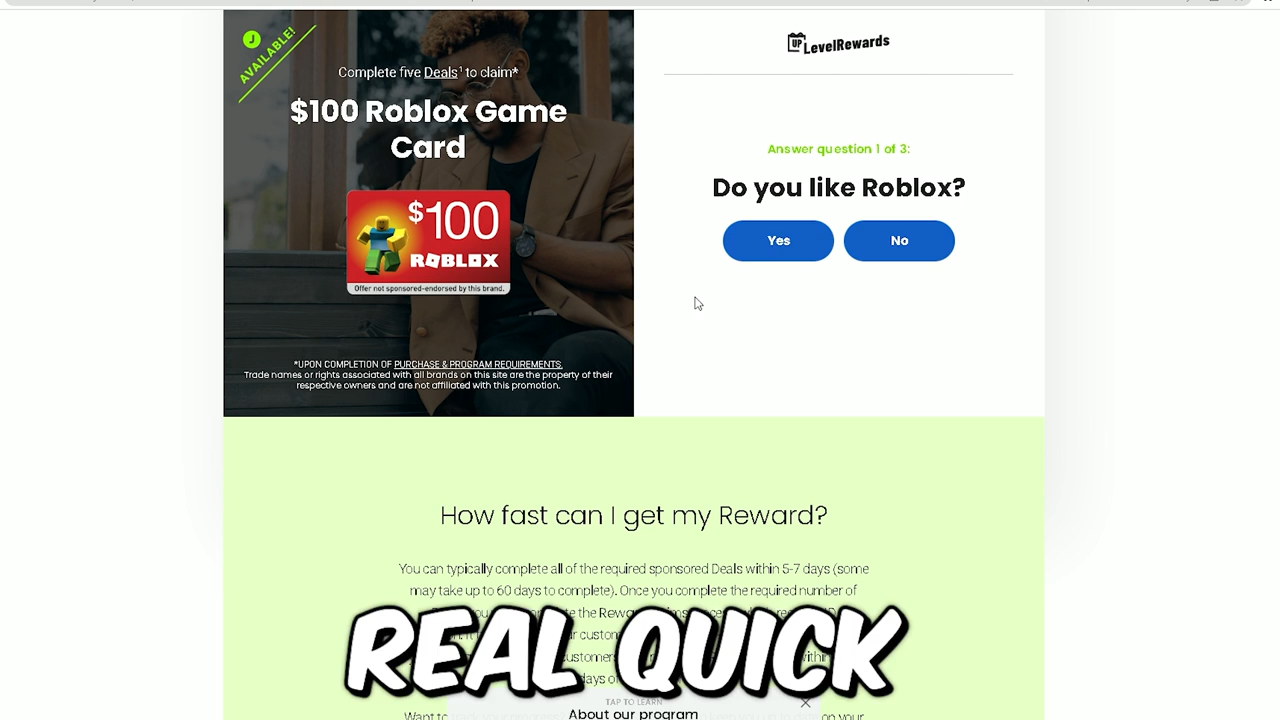 AVAILABLE!
Complete five Deals¹ to claim*
$100 Roblox Game
Card
$100
ROBLOX
Offer not sponsored-endorsed by this brand.
*UPON COMPLETION OF PURCHASE & PROGRAM REQUIREMENTS.
Trade names or rights associated with all brands on this site are the property of their
respective owners and are not affiliated with this promotion.
UP LevelRewards
Answer question 1 of 3:
Do you like Roblox?
Yes
No
How fast can I get my Reward?
You can typically complete all of the required sponsored Deals within 5-7 days (some
may take up to 60 days to complete). Once you complete the required number of
REAL QUICK
TAP TO LEARN
About our program